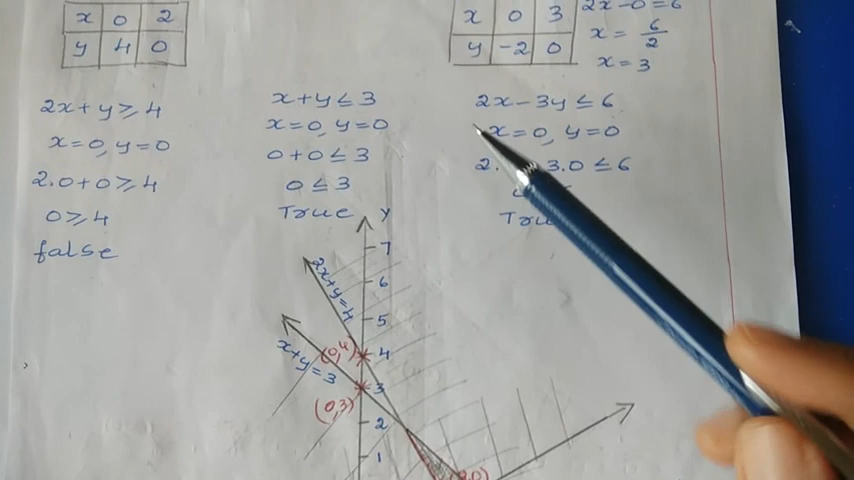 x 0 2
y 4 0
x 0 3
y -2 0
2x-0=6
x = 6/2
x = 3
2x+y ≥ 4
x=0, y=0
2.0+0 ≥ 4
0 ≥ 4
false
x+y ≤ 3
x=0, y=0
0+0 ≤ 3
0 ≤ 3
True
2x-3y ≤ 6
x=0, y=0
2. 3.0 ≤ 6
Y
7
6
5
4
3
2
1
2x+y=4
x+y=3
(0,4)
(0,3)